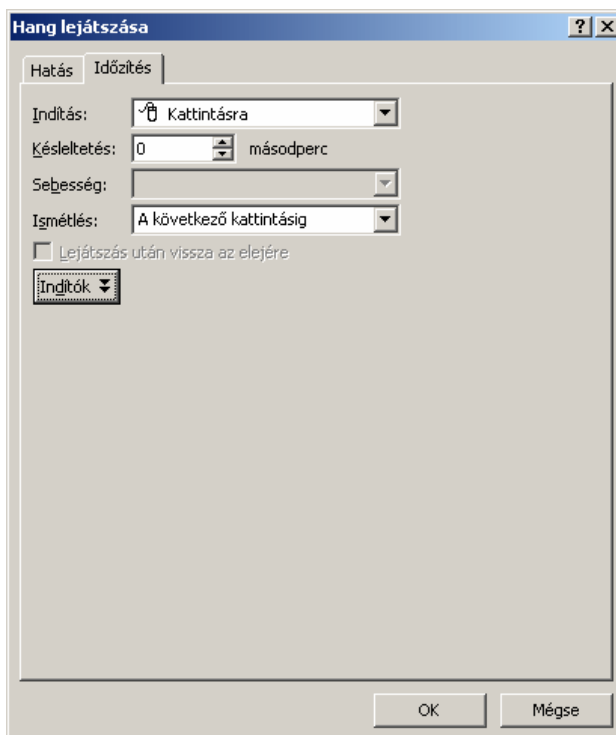 Hang lejátszása
Hatás Időzítés
Indítás: Kattintásra
Késleltetés: 0 másodperc
Sebesség:
Ismétlés: A következő kattintásig
Lejátszás után vissza az elejére
Indítók
OK Mégse